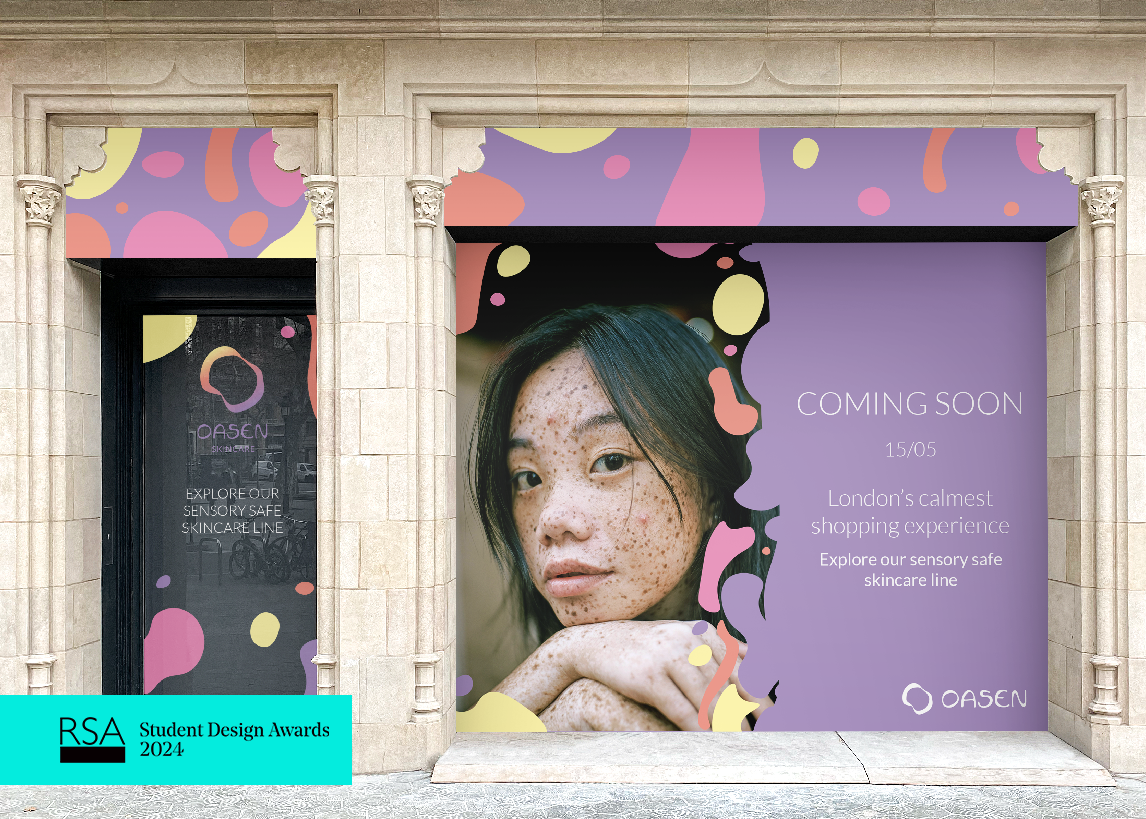 OASEN
SKINCARE
EXPLORE OUR
SENSORY SAFE
SKINCARE LINE
COMING SOON
15/05
London's calmest
shopping experience
Explore our sensory safe
skincare line
OASEN
RSA
Student Design Awards
2024